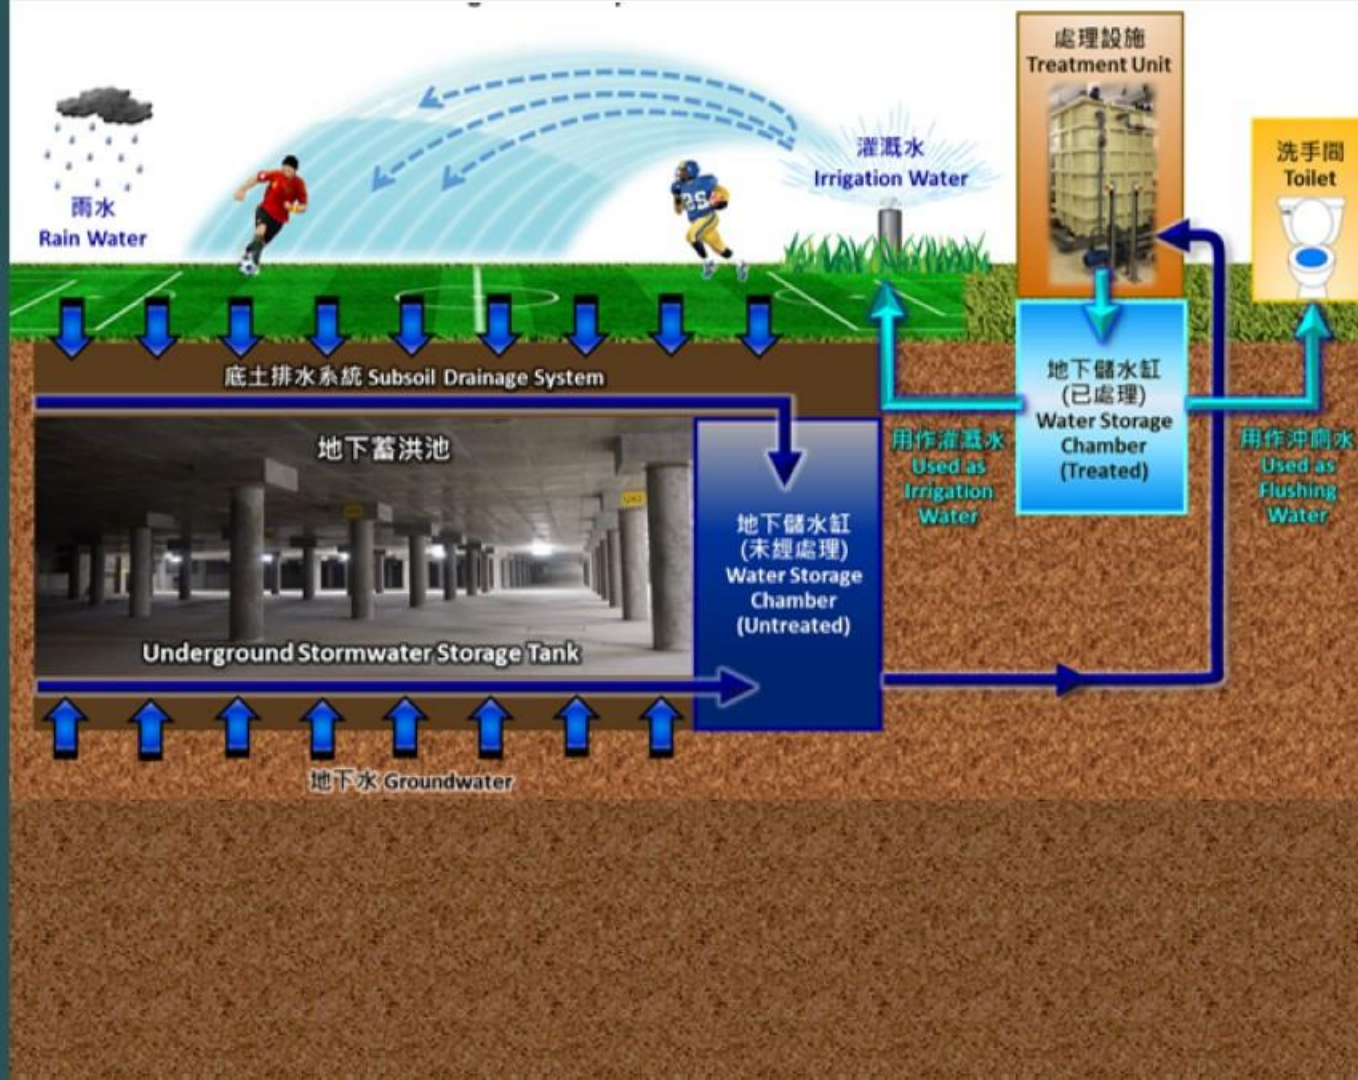 處理設施
Treatment Unit
洗手間
Toilet
灌溉水
Irrigation Water
雨水
Rain Water
底土排水系統 Subsoil Drainage System
地下儲水缸
(已處理)
Water Storage
Chamber
(Treated)
用作灌溉水
Used as
Irrigation
Water
用作沖廁水
Used as
Flushing
Water
地下蓄洪池
地下儲水缸
(未經處理)
Water Storage
Chamber
(Untreated)
Underground Stormwater Storage Tank
地下水 Groundwater